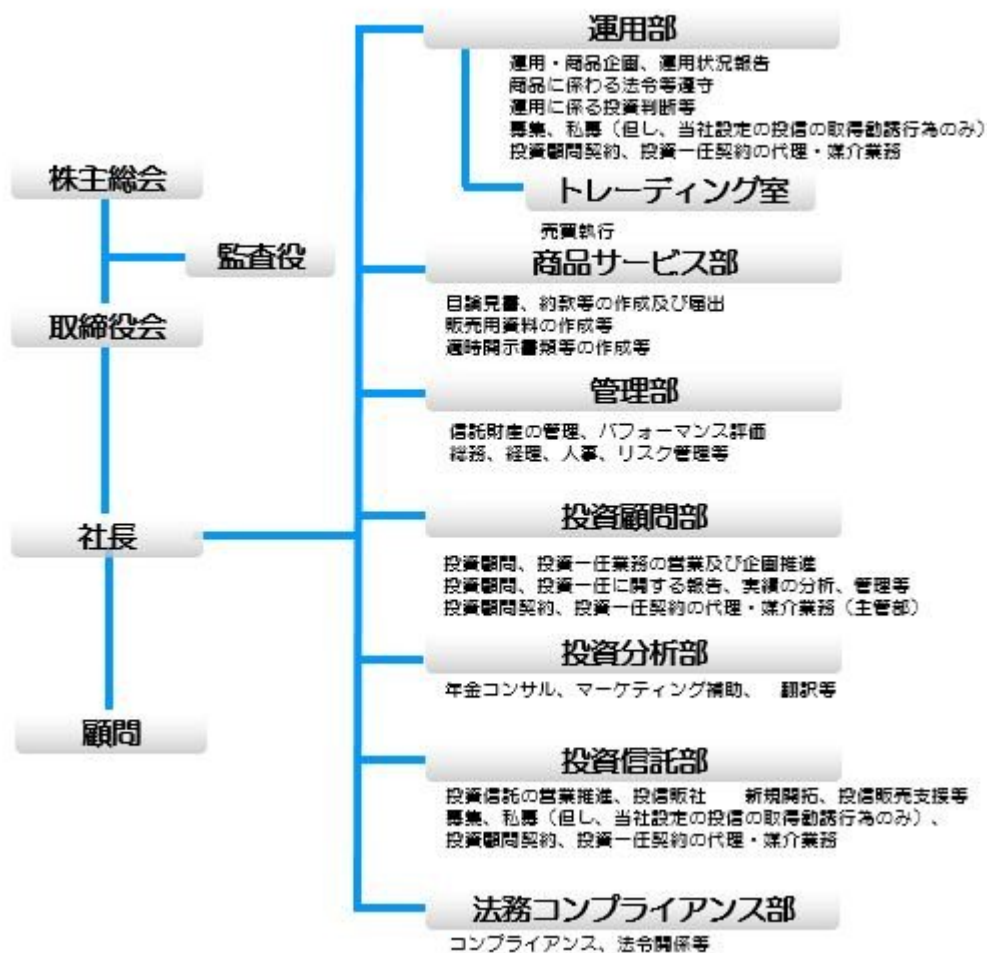 運用部
運用・商品企画、運用状況報告
商品に係わる法令等遵守
運用に係る投資判断等
募集、私募（但し、当社設定の投信の取得勧誘行為のみ）
投資顧問契約、投資一任契約の代理・媒介業務
トレーディング室
売買執行
株主総会
監査役
取締役会
社長
顧問
商品サービス部
目論見書、約款等の作成及び届出
販売用資料の作成等
適時開示書類等の作成等
管理部
信託財産の管理、パフォーマンス評価
総務、経理、人事、リスク管理等
投資顧問部
投資顧問、投資一任業務の営業及び企画推進
投資顧問、投資一任に関する報告、実績の分析、管理等
投資顧問契約、投資一任契約の代理・媒介業務（主管部）
投資分析部
年金コンサル、マーケティング補助、　翻訳等
投資信託部
投資信託の営業推進、投信販社　　新規開拓、投信販売支援等
募集、私募（但し、当社設定の投信の取得勧誘行為のみ）、
投資顧問契約、投資一任契約の代理・媒介業務
法務コンプライアンス部
コンプライアンス、法令関係等